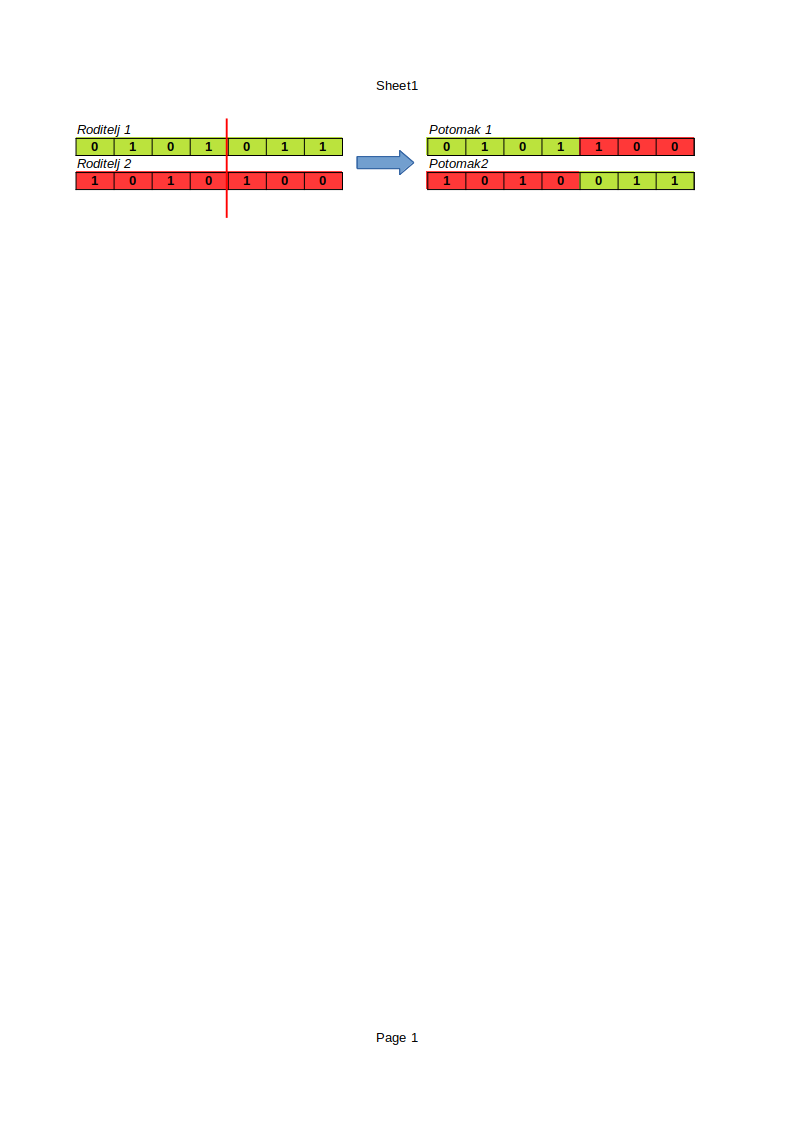 Sheet1
Roditelj 1 Potomak 1
0 1 0 1 0 1 1 0 1 0 1 1 0 0
Roditelj 2 Potomak2
1 0 1 0 1 0 0 1 0 1 0 0 1 1
Page 1